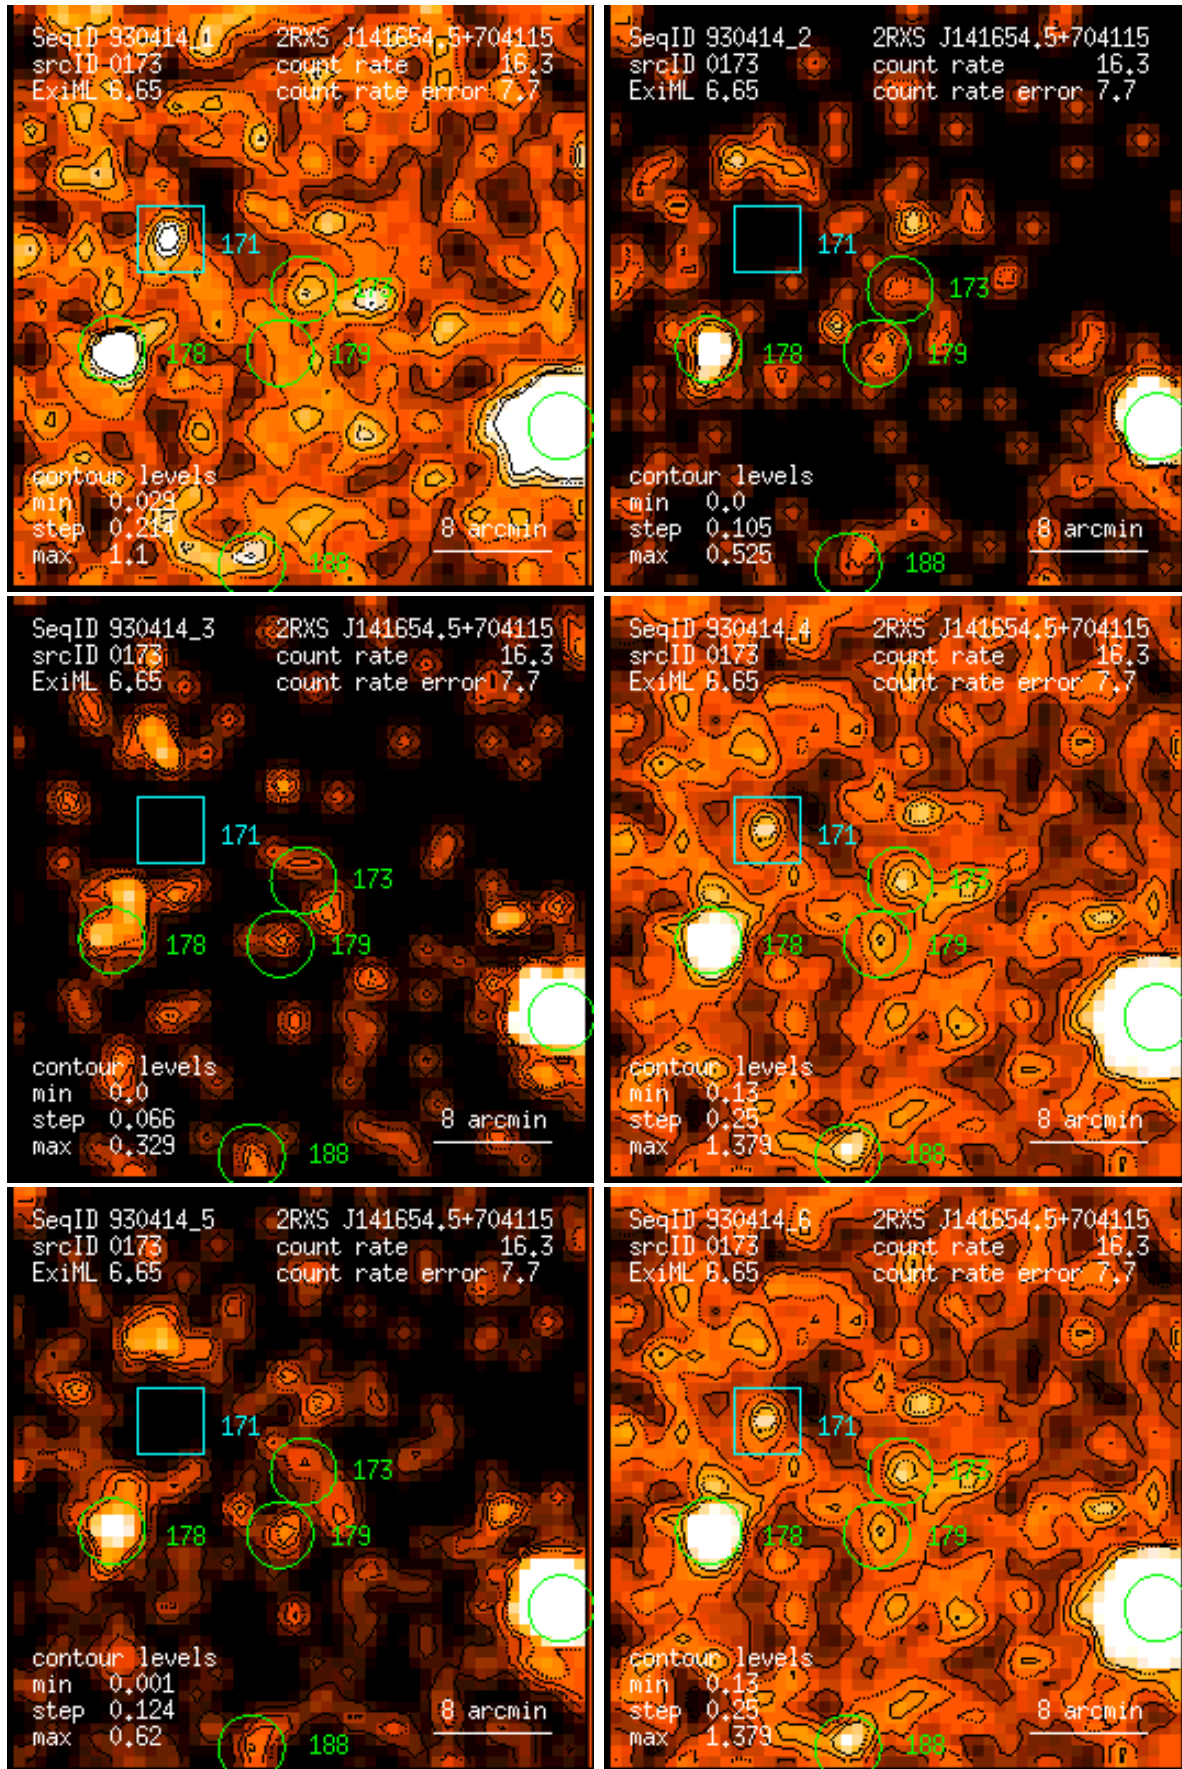 SeqID 930414_1 2RXS J141654.5+704115
srcID 0173 count rate 16.3
ExiML 6.65 count rate error 7.7
171
173
178 179
contour levels
min 0.029
step 0.214 8 arcmin
max 1.1 188
SeqID 930414_2 2RXS J141654.5+704115
srcID 0173 count rate 16.3
ExiML 6.65 count rate error 7.7
171
173
178 179
contour levels
min 0.0
step 0.105 8 arcmin
max 0.525 188
SeqID 930414_3 2RXS J141654.5+704115
srcID 0173 count rate 16.3
ExiML 6.65 count rate error 7.7
171
173
178 179
contour levels
min 0.0
step 0.066 8 arcmin
max 0.329 188
SeqID 930414_4 2RXS J141654.5+704115
srcID 0173 count rate 16.3
ExiML 6.65 count rate error 7.7
171
173
178 179
contour levels
min 0.13
step 0.25 8 arcmin
max 1.379 188
SeqID 930414_5 2RXS J141654.5+704115
srcID 0173 count rate 16.3
ExiML 6.65 count rate error 7.7
171
173
178 179
contour levels
min 0.001
step 0.124 8 arcmin
max 0.62 188
SeqID 930414_6 2RXS J141654.5+704115
srcID 0173 count rate 16.3
ExiML 6.65 count rate error 7.7
171
173
178 179
contour levels
min 0.13
step 0.25 8 arcmin
max 1.379 188